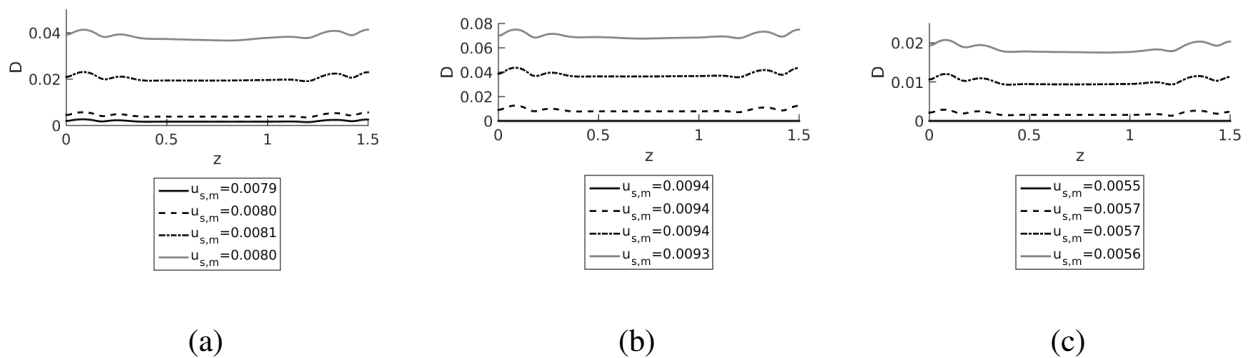 0.04
0.02
0
D
0
0.5
1
1.5
z
u_{s,m}=0.0079
u_{s,m}=0.0080
u_{s,m}=0.0081
u_{s,m}=0.0080
(a)
0.08
0.06
0.04
0.02
0
D
0
0.5
1
1.5
z
u_{s,m}=0.0094
u_{s,m}=0.0094
u_{s,m}=0.0094
u_{s,m}=0.0093
(b)
0.02
0.01
0
D
0
0.5
1
1.5
z
u_{s,m}=0.0055
u_{s,m}=0.0057
u_{s,m}=0.0057
u_{s,m}=0.0056
(c)